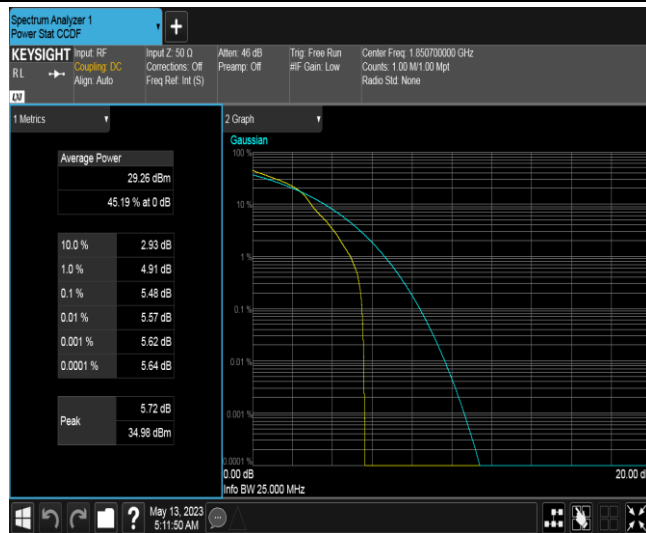 Spectrum Analyzer 1
Power Stat CCDF
+
KEYSIGHT
RL
LXI
Input: RF
Coupling: DC
Align: Auto
Input Z: 50 Ω
Corrections: Off
Freq Ref: Int (S)
Atten: 46 dB
Preamp: Off
Trig: Free Run
#IF Gain: Low
Center Freq: 1.850700000 GHz
Counts: 1.00 M/1.00 Mpt
Radio Std: None
1 Metrics
Average Power
29.26 dBm
45.19 % at 0 dB
10.0 % 2.93 dB
1.0 % 4.91 dB
0.1 % 5.48 dB
0.01 % 5.57 dB
0.001 % 5.62 dB
0.0001 % 5.64 dB
Peak
5.72 dB
34.98 dBm
2 Graph
Gaussian
100 %
10 %
1 %
0.1 %
0.01 %
0.001 %
0.0001 %
0.00 dB
20.00 d
Info BW 25.000 MHz
?
May 13, 2023
5:11:50 AM